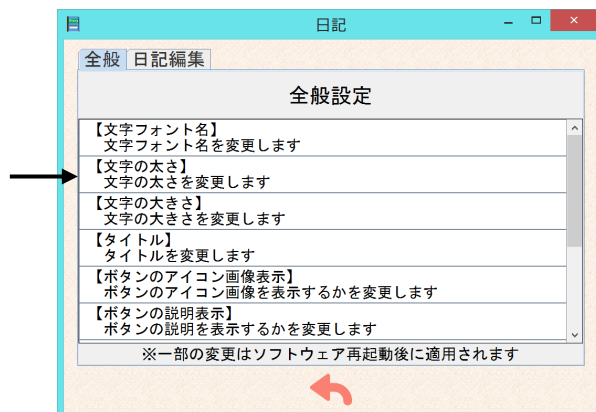 日記
全般 日記編集
全般設定
【文字フォント名】
文字フォント名を変更します
【文字の太さ】
文字の太さを変更します
【文字の大きさ】
文字の大きさを変更します
【タイトル】
タイトルを変更します
【ボタンのアイコン画像表示】
ボタンのアイコン画像を表示するかを変更します
【ボタンの説明表示】
ボタンの説明を表示するかを変更します
※一部の変更はソフトウェア再起動後に適用されます